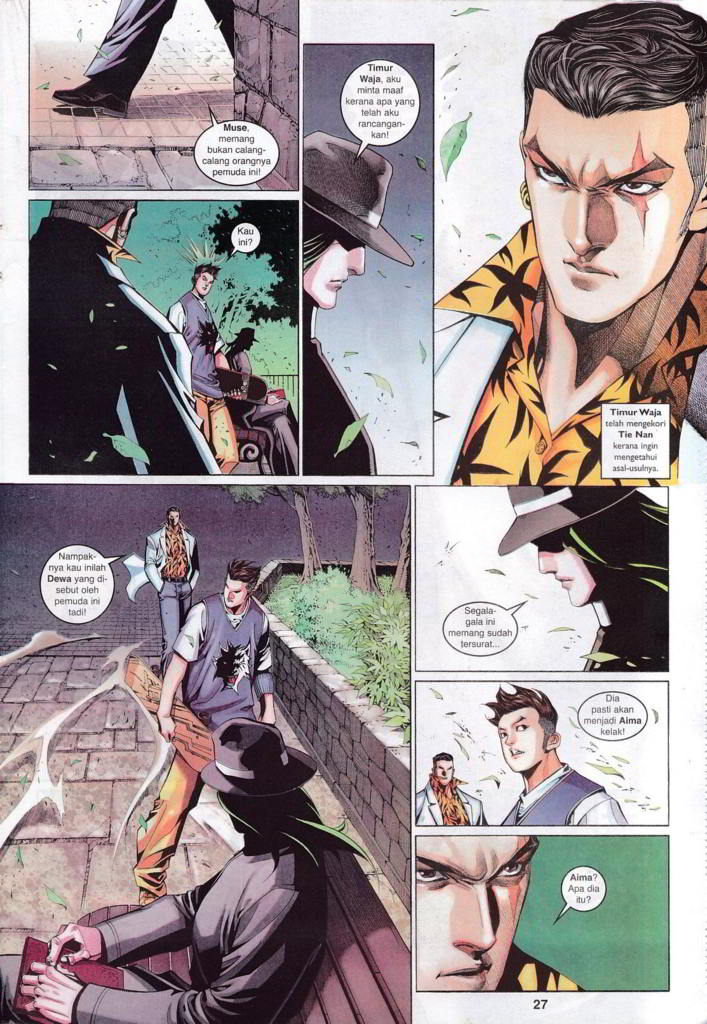 Muse,
memang
bukan calang-
calang orangnya
pemuda ini!
Kau
ini?
Timur
Waja, aku
minta maaf
kerana apa yang
telah aku
rancangan-
kan!
Timur Waja
telah mengekori
Tie Nan
kerana ingin
mengetahui
asal-usulnya.
Nampak-
nya kau inilah
Dewa yang di-
sebut oleh
pemuda ini
tadi!
Segala-
gala ini
memang sudah
tersurat...
Dia
pasti akan
menjadi Aima
kelak!
Aima?
Apa dia
itu?
27